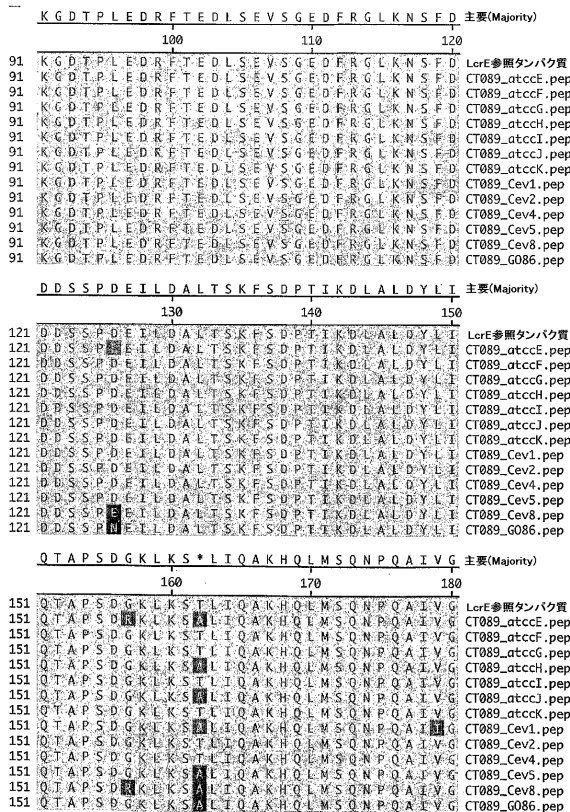 K G D T P L E D R F T E D L S E V S G E D F R G L K N S F D 主要(Majority)
100 110 120
91 K G D T P L E D R F T E D L S E V S G E D F R G L K N S F D LcrE参照タンパク質
91 K G D T P L E D R F T E D L S E V S G E D F R G L K N S F D CT089_atccE.pep
91 K G D T P L E D R F T E D L S E V S G E D F R G L K N S F D CT089_atccF.pep
91 K G D T P L E D R F T E D L S E V S G E D F R G L K N S F D CT089_atccG.pep
91 K G D T P L E D R F T E D L S E V S G E D F R G L K N S F D CT089_atccH.pep
91 K G D T P L E D R F T E D L S E V S G E D F R G L K N S F D CT089_atccI.pep
91 K G D T P L E D R F T E D L S E V S G E D F R G L K N S F D CT089_atccJ.pep
91 K G D T P L E D R F T E D L S E V S G E D F R G L K N S F D CT089_atccK.pep
91 K G D T P L E D R F T E D L S E V S G E D F R G L K N S F D CT089_Cev1.pep
91 K G D T P L E D R F T E D L S E V S G E D F R G L K N S F D CT089_Cev2.pep
91 K G D T P L E D R F T E D L S E V S G E D F R G L K N S F D CT089_Cev4.pep
91 K G D T P L E D R F T E D L S E V S G E D F R G L K N S F D CT089_Cev5.pep
91 K G D T P L E D R F T E D L S E V S G E D F R G L K N S F D CT089_Cev8.pep
91 K G D T P L E D R F T E D L S E V S G E D F R G L K N S F D CT089_GO86.pep
D D S S P D E I L D A L T S K F S D P T I K D L A L D Y L I 主要(Majority)
130 140 150
121 D D S S P D E I L D A L T S K F S D P T I K D L A L D Y L I LcrE参照タンパク質
121 D D S S P E I L D A L T S K F S D P T I K D L A L D Y L I CT089_atccE.pep
121 D D S S P D E I L D A L T S K F S D P T I K D L A L D Y L I CT089_atccF.pep
121 D D S S P D E I L D A L T S K F S D P T I K D L A L D Y L I CT089_atccG.pep
121 D D S S P D E I L D A L T S K F S D P T I K D L A L D Y L I CT089_atccH.pep
121 D D S S P D E I L D A L T S K F S D P T I K D L A L D Y L I CT089_atccI.pep
121 D D S S P D E I L D A L T S K F S D P T I K D L A L D Y L I CT089_atccJ.pep
121 D D S S P D E I L D A L T S K F S D P T I K D L A L D Y L I CT089_atccK.pep
121 D D S S P D E I L D A L T S K F S D P T I K D L A L D Y L I CT089_Cev1.pep
121 D D S S P D E I L D A L T S K F S D P T I K D L A L D Y L I CT089_Cev2.pep
121 D D S S P D E I L D A L T S K F S D P T I K D L A L D Y L I CT089_Cev4.pep
121 D D S S P D E I L D A L T S K F S D P T I K D L A L D Y L I CT089_Cev5.pep
121 D D S S P E E I L D A L T S K F S D P T I K D L A L D Y L I CT089_Cev8.pep
121 D D S S P N E I L D A L T S K F S D P T I K D L A L D Y L I CT089_GO86.pep
Q T A P S D G K L K S * L I Q A K H Q L M S Q N P Q A I V G 主要(Majority)
160 170 180
151 Q T A P S D G K L K S T L I Q A K H Q L M S Q N P Q A I V G LcrE参照タンパク質
151 Q T A P S D R K L K S A L I Q A K H Q L M S Q N P Q A I V G CT089_atccE.pep
151 Q T A P S D G K L K S T L I Q A K H Q L M S Q N P Q A I V G CT089_atccF.pep
151 Q T A P S D G K L K S T L I Q A K H Q L M S Q N P Q A I V G CT089_atccG.pep
151 Q T A P S D G K L K S A L I Q A K H Q L M S Q N P Q A I V G CT089_atccH.pep
151 Q T A P S D G K L K S T L I Q A K H Q L M S Q N P Q A I V G CT089_atccI.pep
151 Q T A P S D G K L K S A L I Q A K H Q L M S Q N P Q A I V G CT089_atccJ.pep
151 Q T A P S D G K L K S T L I Q A K H Q L M S Q N P Q A I V G CT089_atccK.pep
151 Q T A P S D G K L K S A L I Q A K H Q L M S Q N P Q A I I G CT089_Cev1.pep
151 Q T A P S D G K L K S T L I Q A K H Q L M S Q N P Q A I V G CT089_Cev2.pep
151 Q T A P S D G K L K S T L I Q A K H Q L M S Q N P Q A I V G CT089_Cev4.pep
151 Q T A P S D G K L K S A L I Q A K H Q L M S Q N P Q A I V G CT089_Cev5.pep
151 Q T A P S D R K L K S A L I Q A K H Q L M S Q N P Q A I V G CT089_Cev8.pep
151 Q T A P S D G K L K S A L I Q A K H Q L M S Q N P Q A I V G CT089_GO86.pep